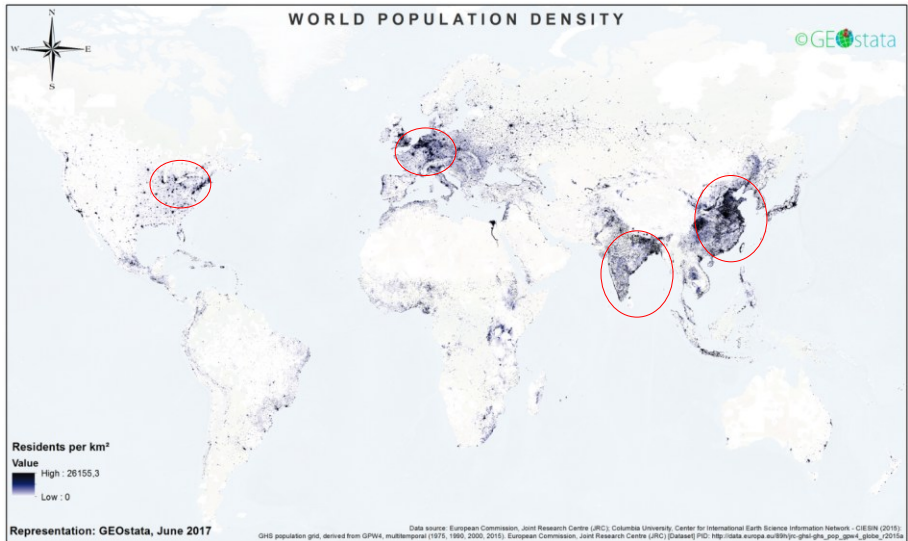 WORLD POPULATION DENSITY
N
W E
S
©GEOstata
Residents per km²
Value
High : 26155,3
Low : 0
Representation: GEOstata, June 2017
Data source: European Commission, Joint Research Centre (JRC); Columbia University, Center for International Earth Science Information Network - CIESIN (2015):
GHS population grid, derived from GPW4, multitemporal (1975, 1990, 2000, 2015). European Commission, Joint Research Centre (JRC) [Dataset] PID: http://data.europa.eu/89h/jrc-ghsl-ghs_pop_gpw4_globe_r2015a